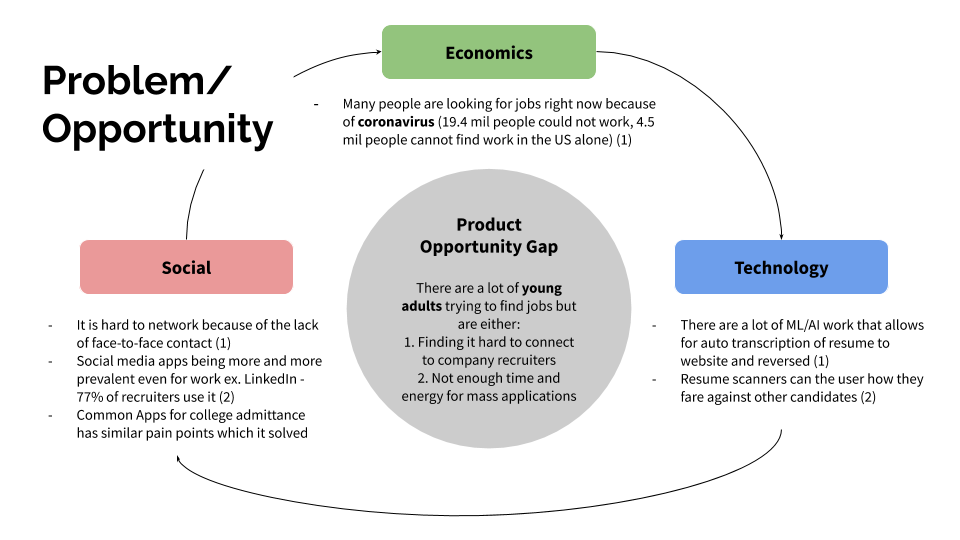 Problem/
Opportunity
Economics
- Many people are looking for jobs right now because
of coronavirus (19.4 mil people could not work, 4.5
mil people cannot find work in the US alone) (1)
Product
Opportunity Gap
There are a lot of young
adults trying to find jobs but
are either:
1. Finding it hard to connect
to company recruiters
2. Not enough time and
energy for mass applications
Social
- It is hard to network because of the lack
of face-to-face contact (1)
- Social media apps being more and more
prevalent even for work ex. LinkedIn -
77% of recruiters use it (2)
- Common Apps for college admittance
has similar pain points which it solved
Technology
- There are a lot of ML/AI work that allows
for auto transcription of resume to
website and reversed (1)
- Resume scanners can the user how they
fare against other candidates (2)